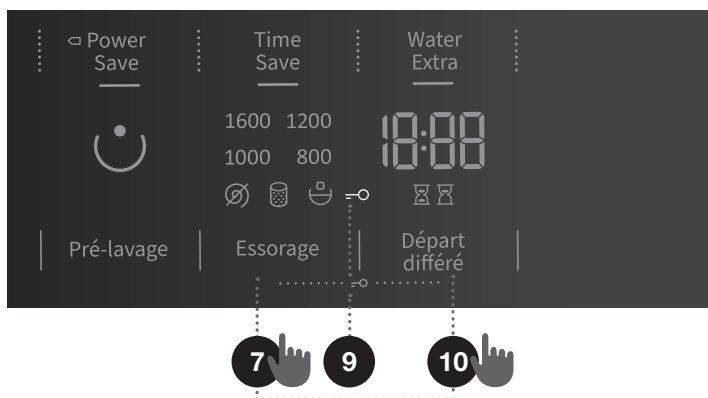 Power
Save
Time
Save
Water
Extra
1600 1200
1000 800
18:88
Pré-lavage
Essorage
Départ
différé
7
9
10